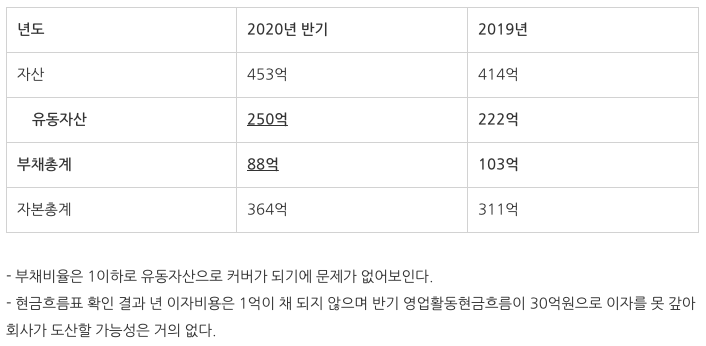 년도 2020년 반기 2019년
자산 453억 414억
유동자산 250억 222억
부채총계 88억 103억
자본총계 364억 311억
- 부채비율은 1이하로 유동자산으로 커버가 되기에 문제가 없어보인다.
- 현금흐름표 확인 결과 년 이자비용은 1억이 채 되지 않으며 반기 영업활동현금흐름이 30억원으로 이자를 못 갚아
회사가 도산할 가능성은 거의 없다.